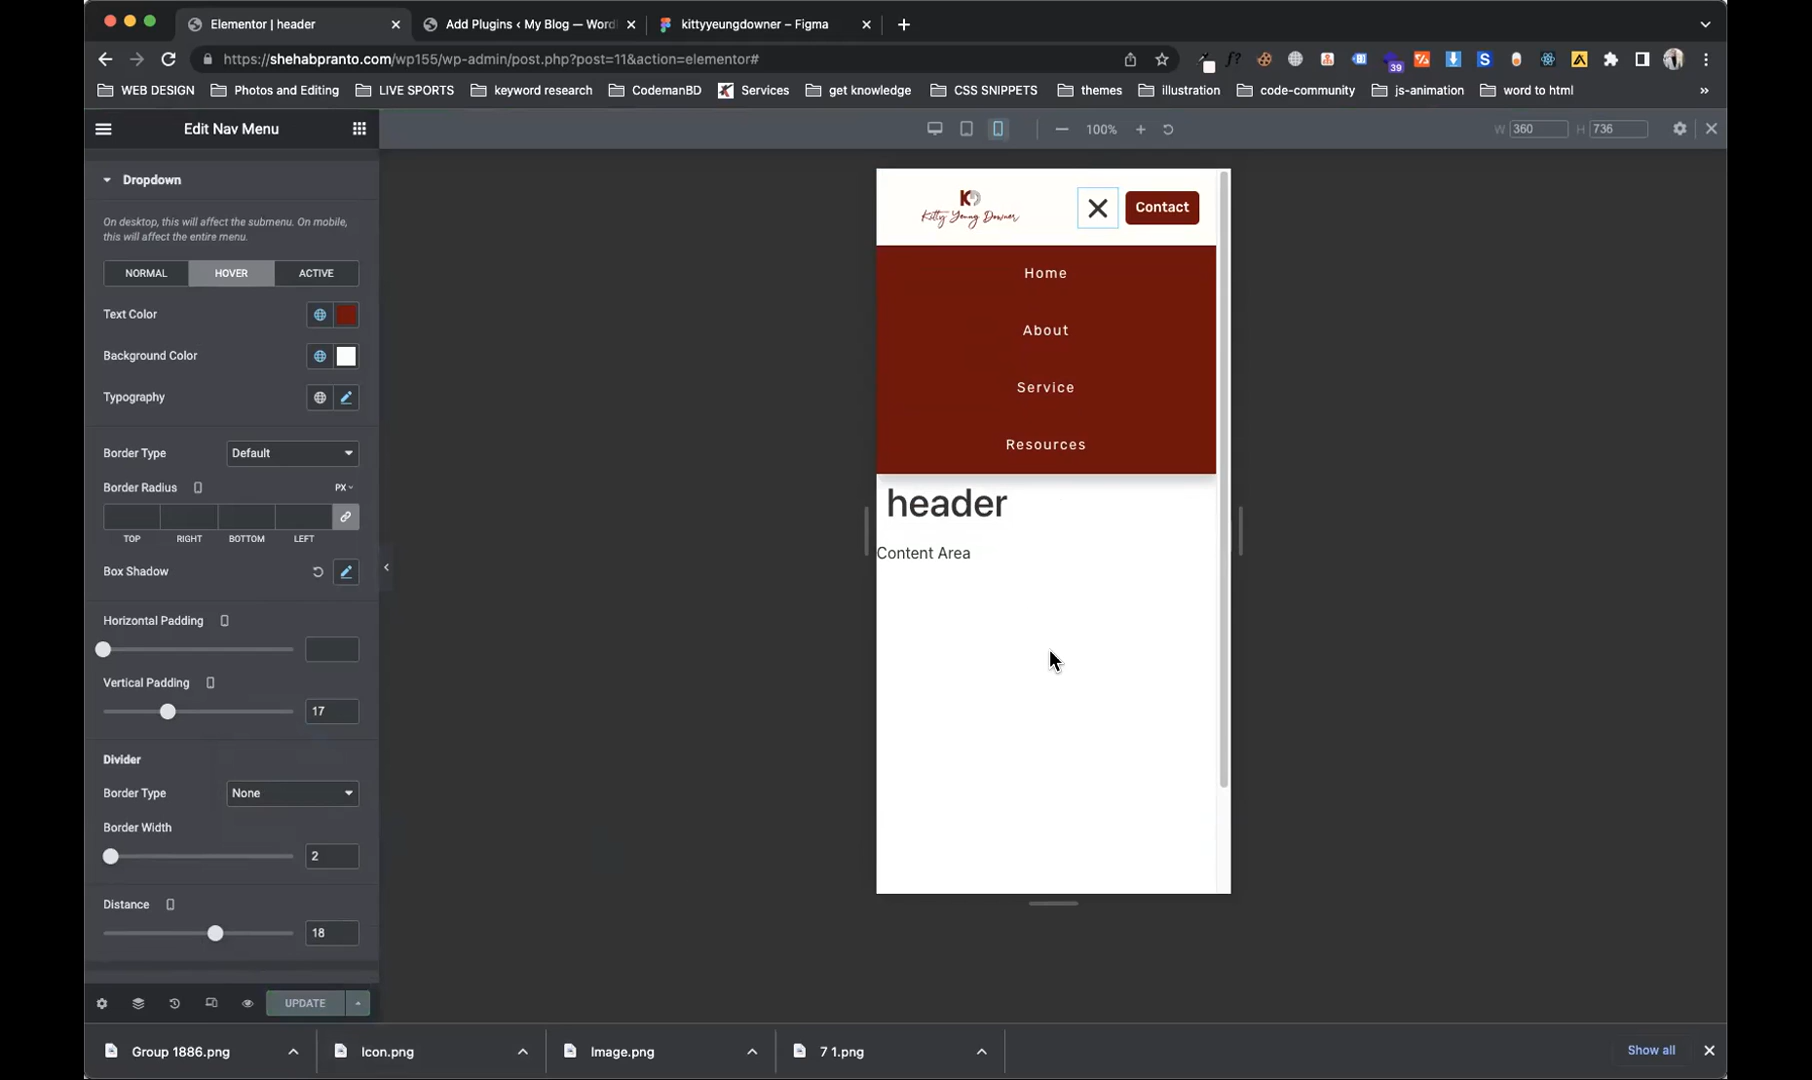 Elementor | header
Add Plugins ‹ My Blog — Word
kittyyeungdowner – Figma
https://shehabpranto.com/wp155/wp-admin/post.php?post=11&action=elementor#
39
WEB DESIGN
Photos and Editing
LIVE SPORTS
keyword research
CodemanBD
Services
get knowledge
CSS SNIPPETS
themes
illustration
code-community
js-animation
word to html
»
Edit Nav Menu
100%
W 360
H 736
Dropdown
On desktop, this will affect the submenu. On mobile,
this will affect the entire menu.
NORMAL
HOVER
ACTIVE
Text Color
Background Color
Typography
Border Type
Default
Border Radius
PX
TOP
RIGHT
BOTTOM
LEFT
Box Shadow
Horizontal Padding
Vertical Padding
17
Divider
Border Type
None
Border Width
2
Distance
18
UPDATE
Kitty Yeung Downer
Contact
Home
About
Service
Resources
header
Content Area
Group 1886.png
Icon.png
Image.png
7 1.png
Show all